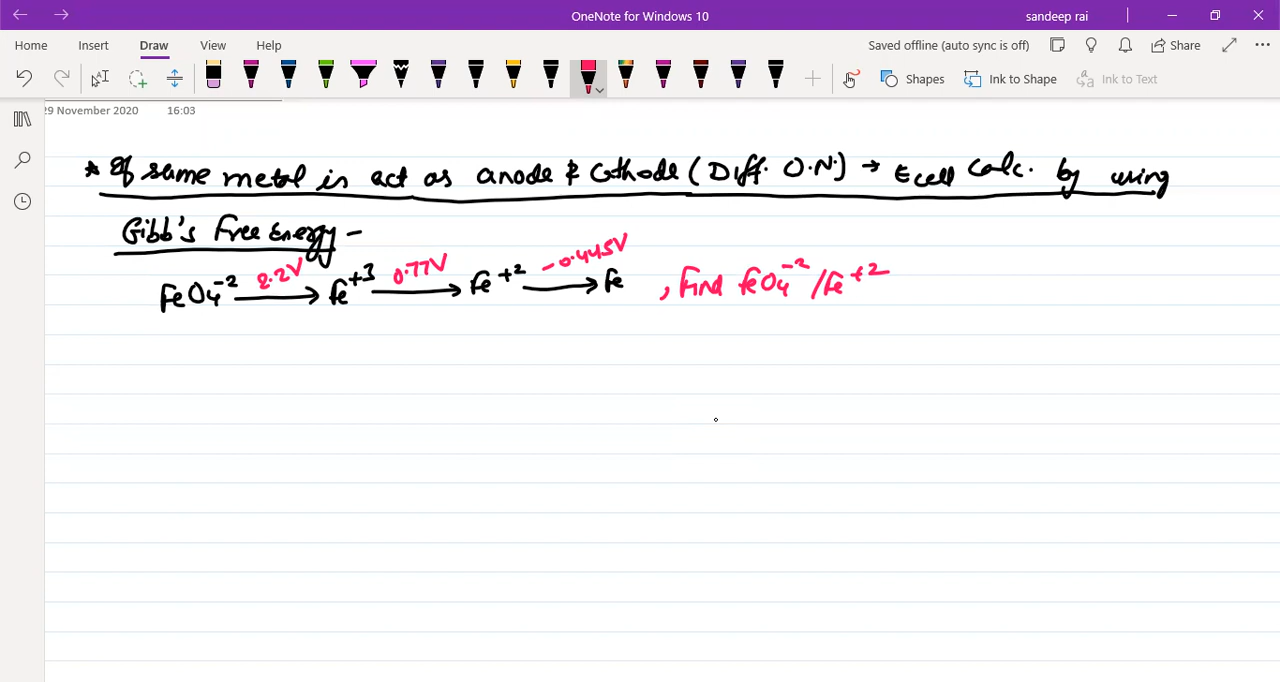 OneNote for Windows 10
sandeep rai
Home Insert Draw View Help
Saved offline (auto sync is off) Share
Shapes Ink to Shape Ink to Text
29 November 2020 16:03
* If same metal is act as anode & Cathode (Diff. O.N.) → Ecell Calc. by using
Gibb's Free Energy -
FeO4⁻² 2.2V → Fe⁺³ 0.77V → Fe⁺² -0.445V → Fe , Find FeO4⁻²/Fe⁺²